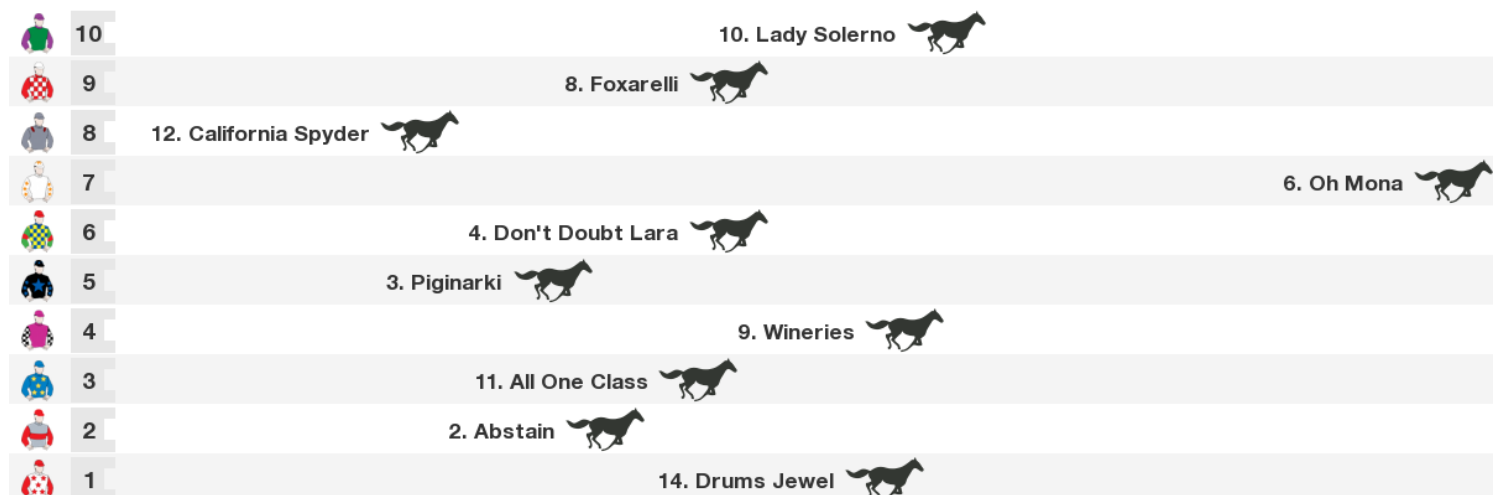 10 10. Lady Solerno
9 8. Foxarelli
8 12. California Spyder
7 6. Oh Mona
6 4. Don't Doubt Lara
5 3. Piginarki
4 9. Wineries
3 11. All One Class
2 2. Abstain
1 14. Drums Jewel